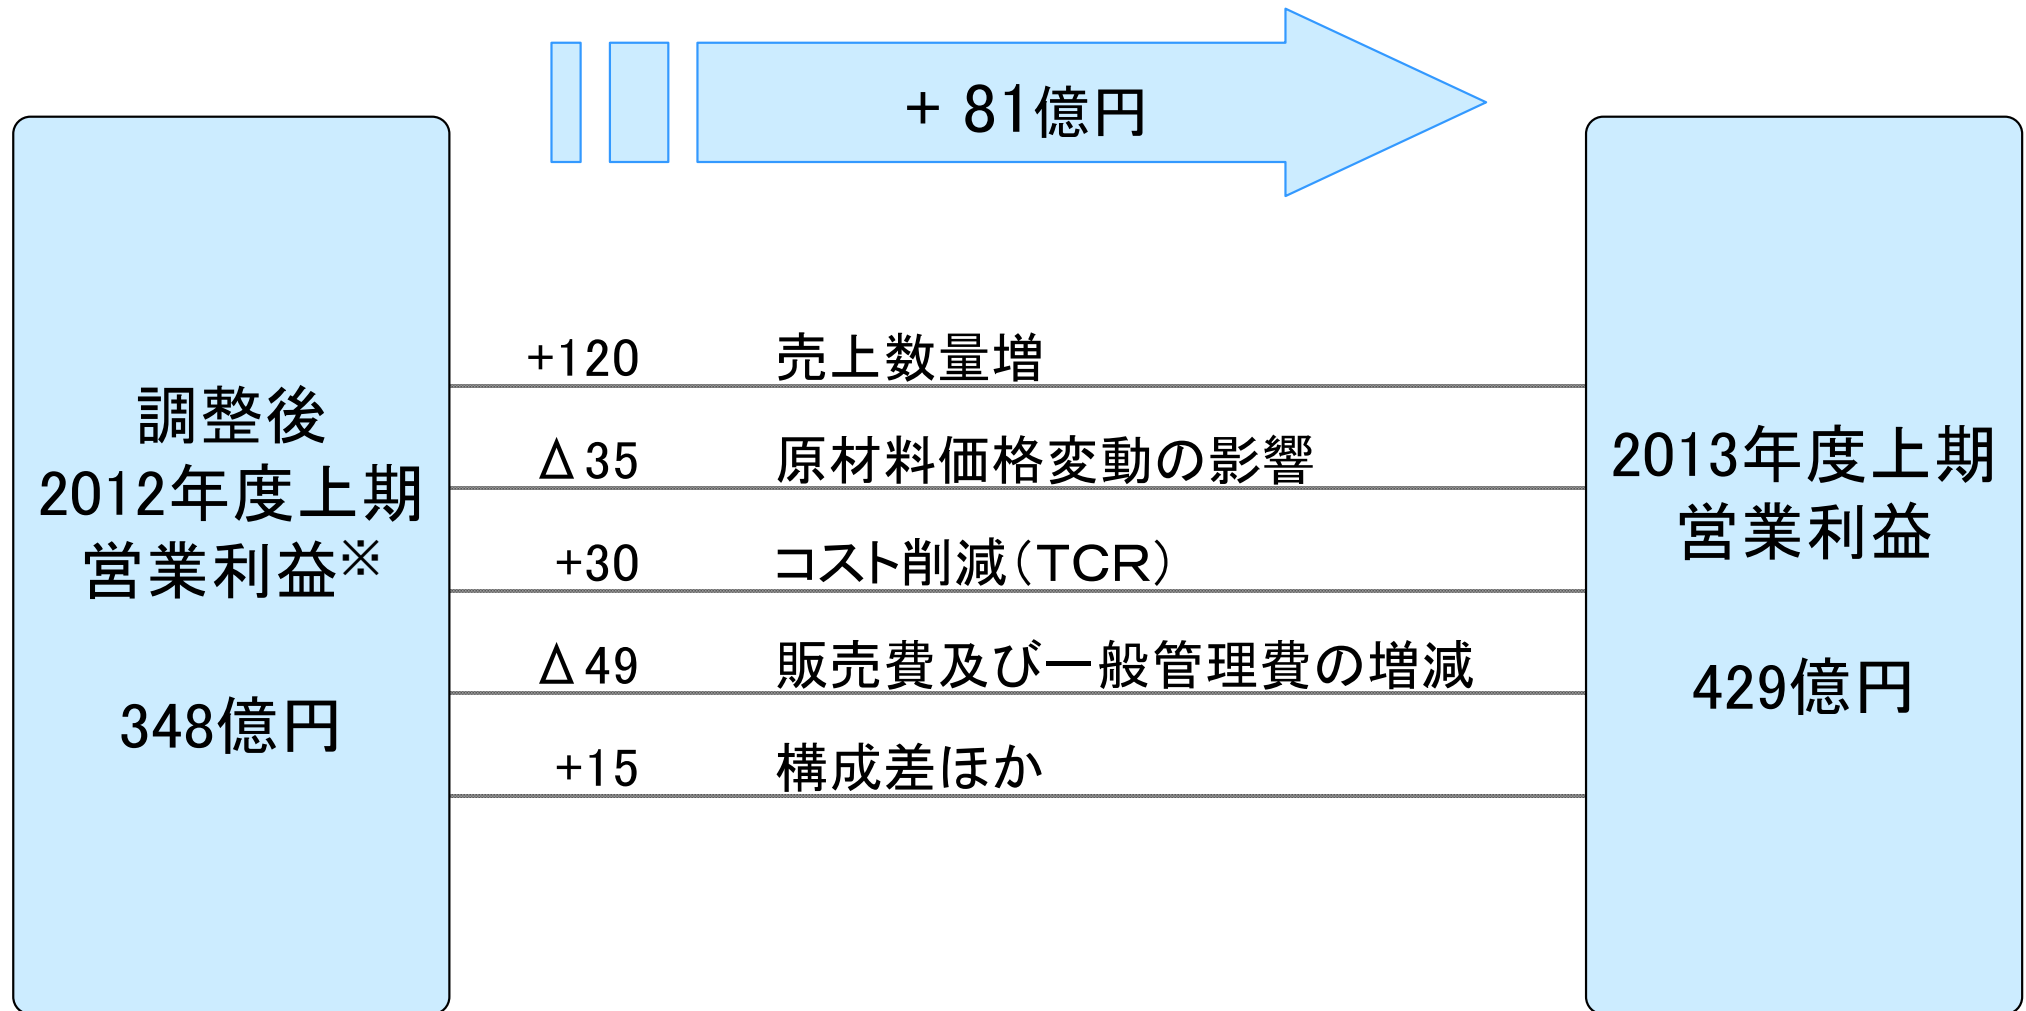 + 81億円
調整後
2012年度上期
営業利益※
348億円
+120 売上数量増
Δ35 原材料価格変動の影響
+30 コスト削減(TCR)
Δ49 販売費及び一般管理費の増減
+15 構成差ほか
2013年度上期
営業利益
429億円